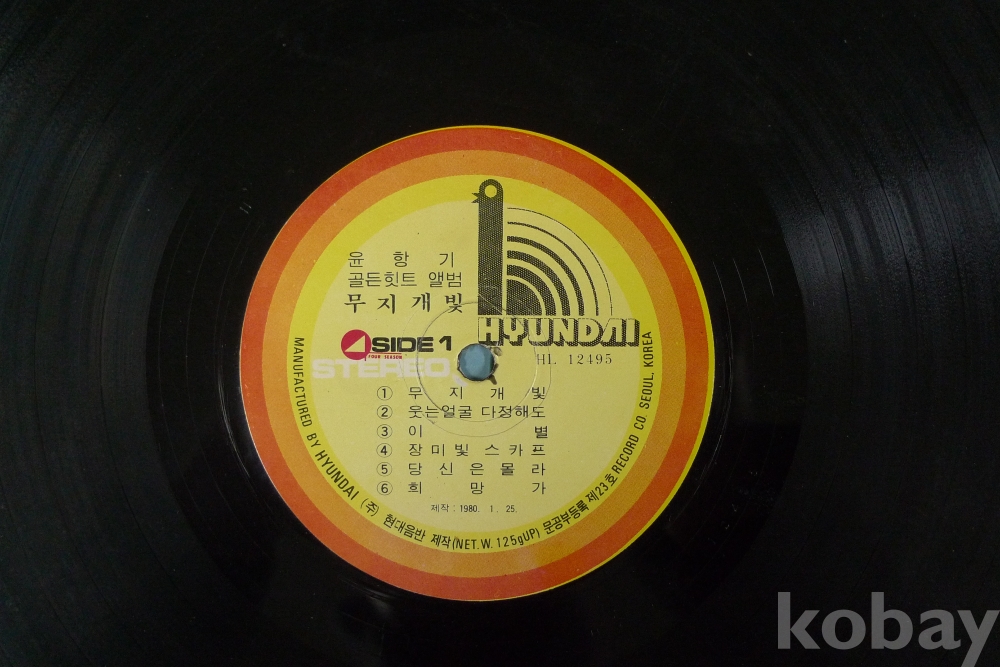 윤항기
골든힛트 앨범
무지개빛
HYUNDAI
HL 12495
4 SIDE 1
FOUR SEASON
STEREO
① 무지개빛
② 웃는얼굴 다정해도
③ 이별
④ 장미빛 스카프
⑤ 당신은 몰라
⑥ 희망가
제작 : 1980. 1. 25.
MANUFACTURED BY HYUNDAI (주) 현대음반 제작(NET.W. 125gUP) 문공부등록 제23호 RECORD CO. SEOUL. KOREA
kobay